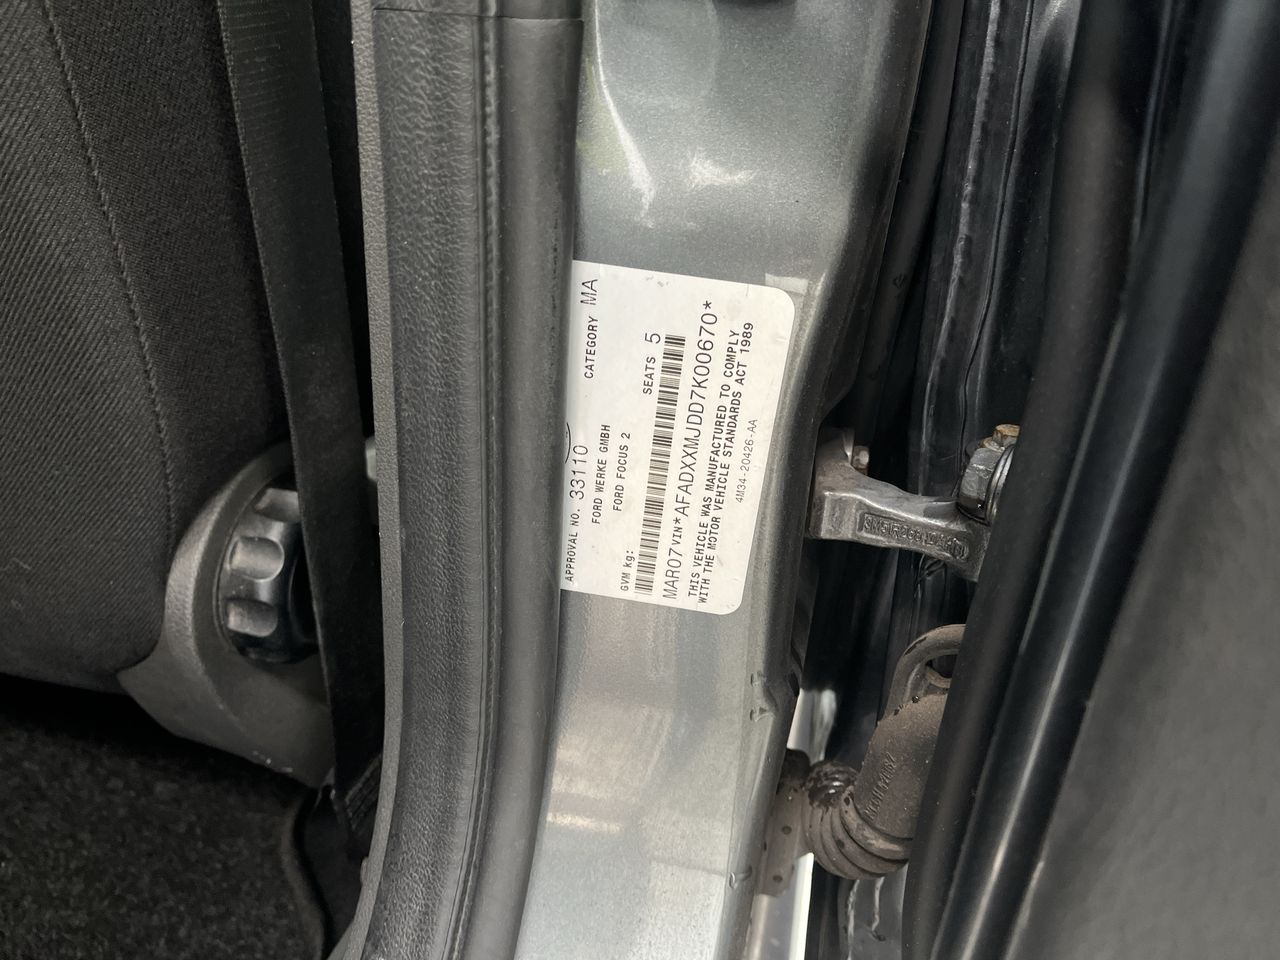 APPROVAL NO. 33110 CATEGORY MA
FORD WERKE GMBH
FORD FOCUS 2
GVM kg: SEATS 5
MAR07 VIN*AFADXXMJDD7K00670*
THIS VEHICLE WAS MANUFACTURED TO COMPLY
WITH THE MOTOR VEHICLE STANDARDS ACT 1989
4M34-20426-AA